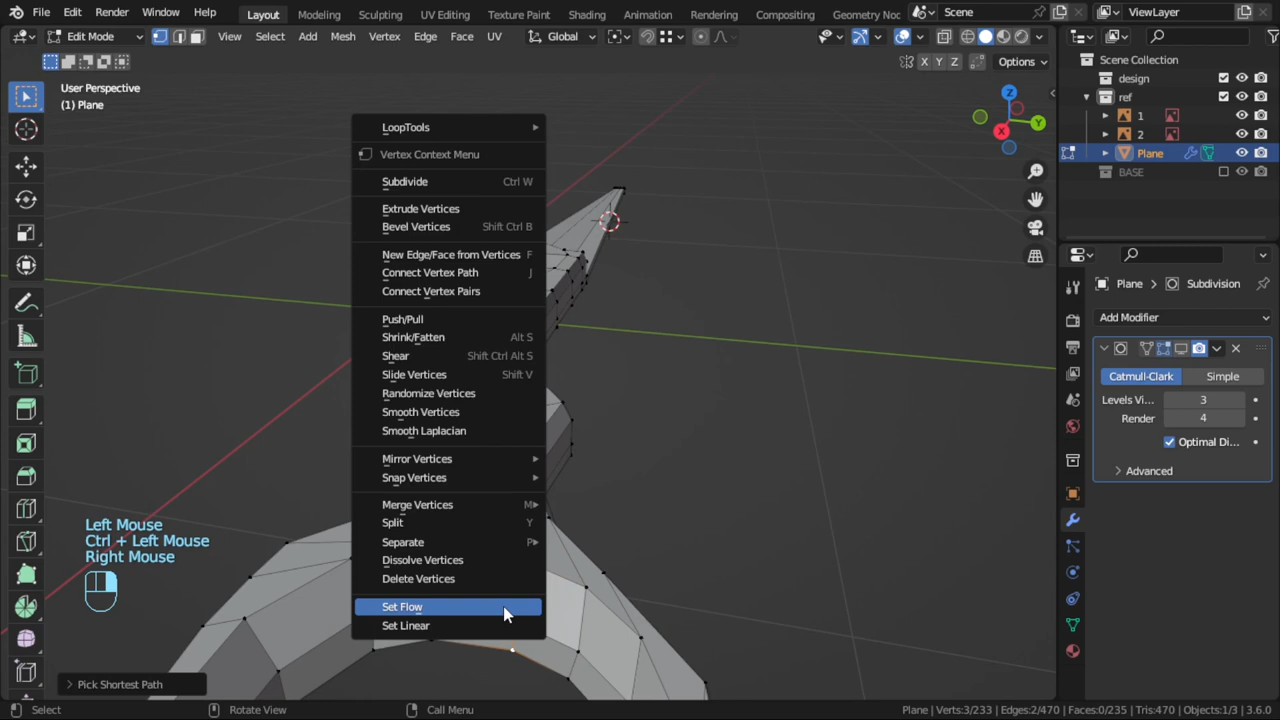 File Edit Render Window Help Layout Modeling Sculpting UV Editing Texture Paint Shading Animation Rendering Compositing Geometry Noc Scene ViewLayer
Edit Mode View Select Add Mesh Vertex Edge Face UV Global
X Y Z Options
User Perspective
(1) Plane
LoopTools
Vertex Context Menu
Subdivide Ctrl W
Extrude Vertices
Bevel Vertices Shift Ctrl B
New Edge/Face from Vertices F
Connect Vertex Path J
Connect Vertex Pairs
Push/Pull
Shrink/Fatten Alt S
Shear Shift Ctrl Alt S
Slide Vertices Shift V
Randomize Vertices
Smooth Vertices
Smooth Laplacian
Mirror Vertices
Snap Vertices
Merge Vertices M
Split Y
Separate P
Dissolve Vertices
Delete Vertices
Set Flow
Set Linear
Z
Y
X
Scene Collection
design
ref
1
2
Plane
BASE
Plane Subdivision
Add Modifier
Catmull-Clark Simple
Levels Vi... 3
Render 4
Optimal Di...
Advanced
Left Mouse
Ctrl + Left Mouse
Right Mouse
Pick Shortest Path
Select Rotate View Call Menu Plane | Verts:3/233 | Edges:2/470 | Faces:0/235 | Tris:470 | Objects:1/3 | 3.6.0